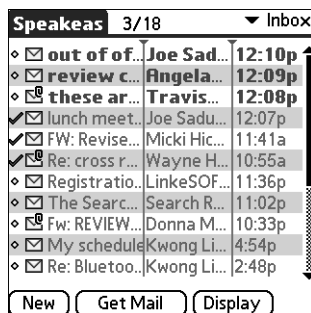 Speakeas 3/18 Inbox
out of of... Joe Sad... 12:10p
review c... Angela... 12:09p
these ar... Travis... 12:08p
lunch meet... Joe Sadu... 12:07p
FW: Revise... Micki Hic... 11:41a
Re: cross r... Wayne H... 10:55a
Registratio... LinkeSOF... 11:36p
The Searc... Search R... 11:02p
Fw: REVIEW... Donna M... 10:33p
My schedule Kwong Li... 4:54p
Re: Bluetoo... Kwong Li... 2:48p
New Get Mail Display